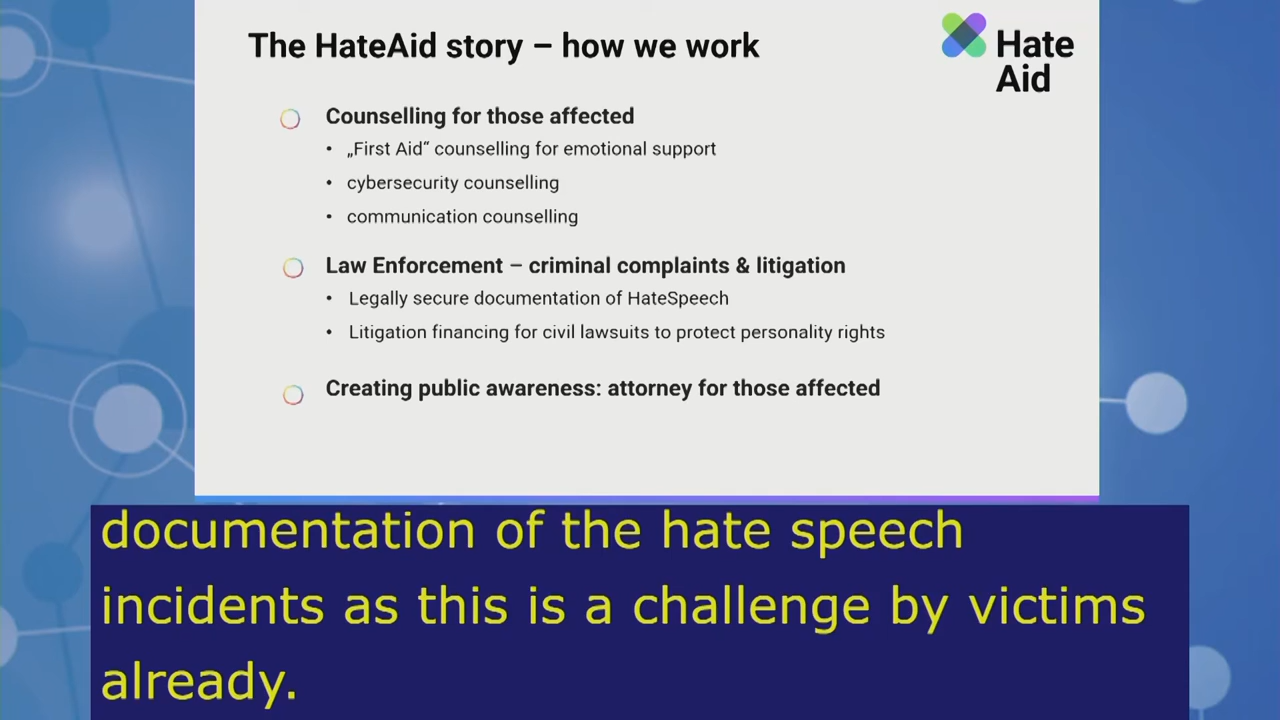 The HateAid story – how we work
Hate
Aid
Counselling for those affected
• „First Aid“ counselling for emotional support
• cybersecurity counselling
• communication counselling
Law Enforcement – criminal complaints & litigation
• Legally secure documentation of HateSpeech
• Litigation financing for civil lawsuits to protect personality rights
Creating public awareness: attorney for those affected
documentation of the hate speech
incidents as this is a challenge by victims
already.